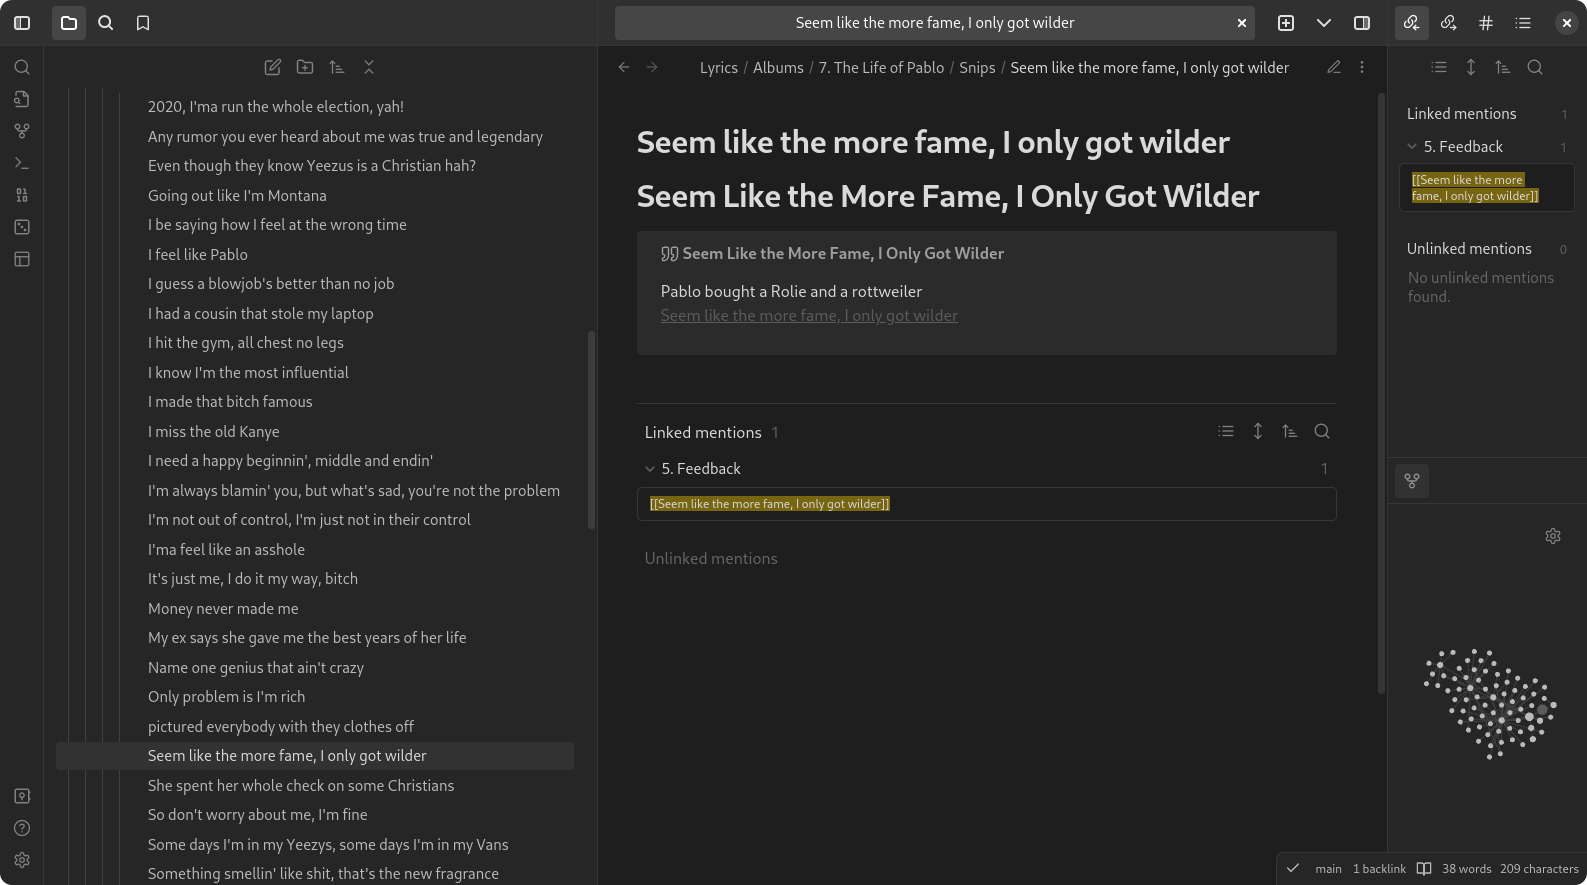 Seem like the more fame, I only got wilder
Lyrics / Albums / 7. The Life of Pablo / Snips / Seem like the more fame, I only got wilder
2020, I'ma run the whole election, yah!
Any rumor you ever heard about me was true and legendary
Even though they know Yeezus is a Christian hah?
Going out like I'm Montana
I be saying how I feel at the wrong time
I feel like Pablo
I guess a blowjob's better than no job
I had a cousin that stole my laptop
I hit the gym, all chest no legs
I know I'm the most influential
I made that bitch famous
I miss the old Kanye
I need a happy beginnin', middle and endin'
I'm always blamin' you, but what's sad, you're not the problem
I'm not out of control, I'm just not in their control
I'ma feel like an asshole
It's just me, I do it my way, bitch
Money never made me
My ex says she gave me the best years of her life
Name one genius that ain't crazy
Only problem is I'm rich
pictured everybody with they clothes off
Seem like the more fame, I only got wilder
She spent her whole check on some Christians
So don't worry about me, I'm fine
Some days I'm in my Yeezys, some days I'm in my Vans
Something smellin' like shit, that's the new fragrance
Seem like the more fame, I only got wilder
Seem Like The More Fame, I Only Got Wilder
Seem Like the More Fame, I Only Got Wilder
Pablo bought a Rolie and a rottweiler
Seem like the more fame, I only got wilder
Linked mentions 1
5. Feedback 1
[[Seem like the more fame, I only got wilder]]
Unlinked mentions
Linked mentions 1
5. Feedback 1
[[Seem like the more
fame, I only got wilder]]
Unlinked mentions 0
No unlinked mentions
found.
main 1 backlink 38 words 209 characters